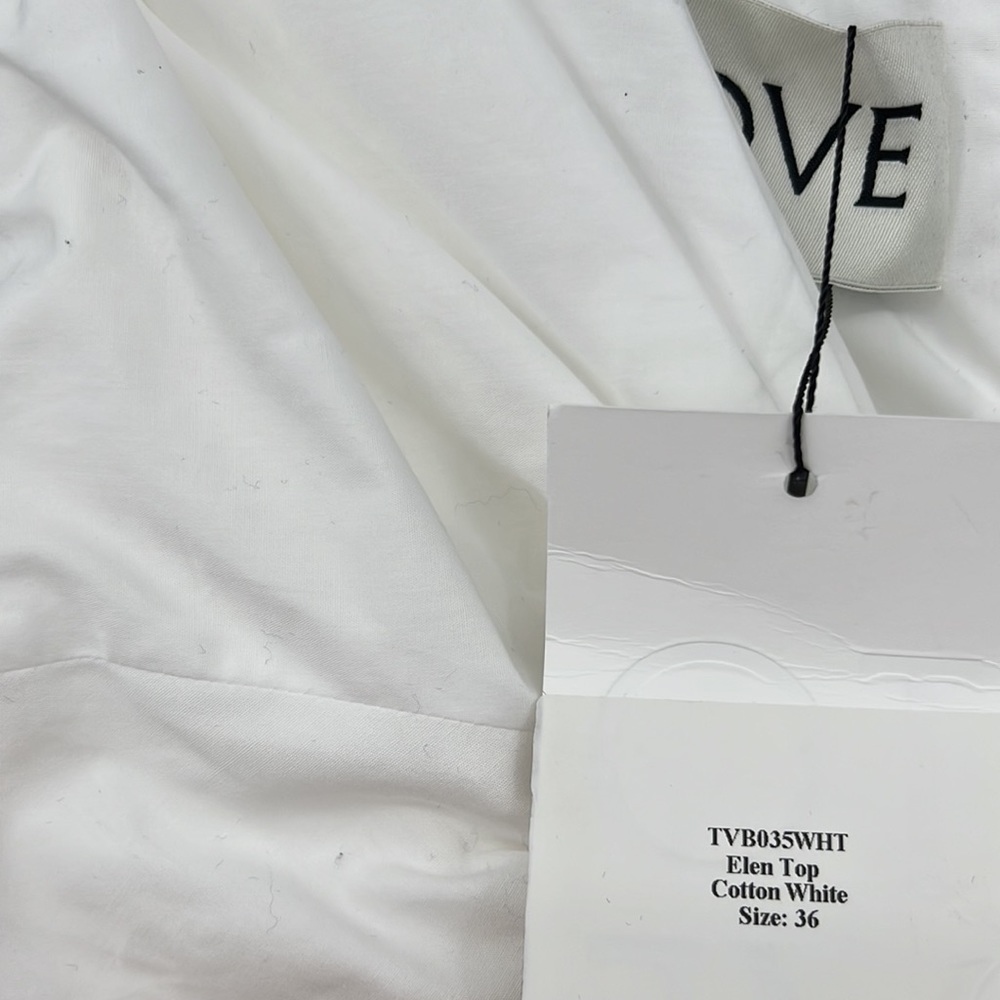 OVE
TVB035WHT
Elen Top
Cotton White
Size: 36